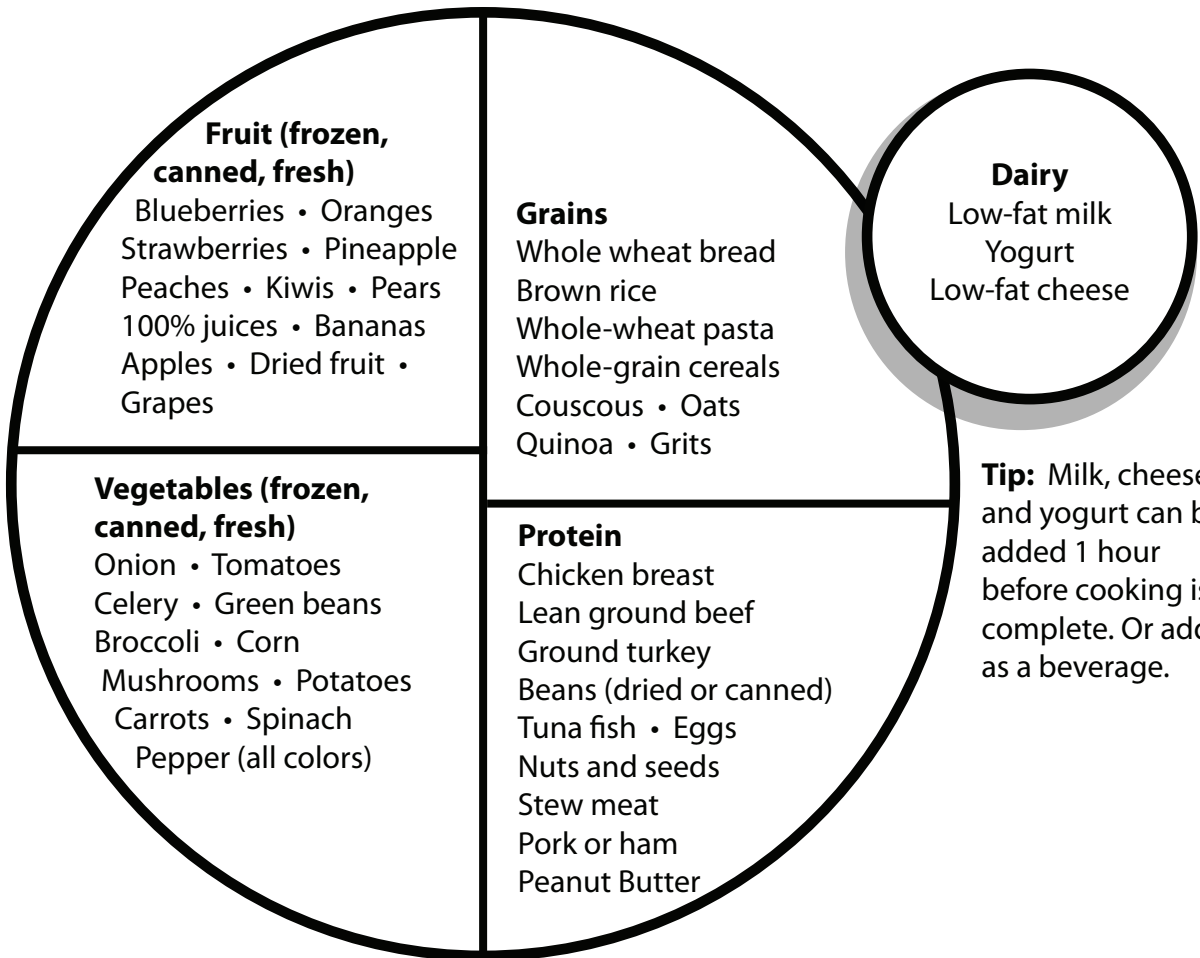 Fruit (frozen,
canned, fresh)
Blueberries • Oranges
Strawberries • Pineapple
Peaches • Kiwis • Pears
100% juices • Bananas
Apples • Dried fruit •
Grapes
Grains
Whole wheat bread
Brown rice
Whole-wheat pasta
Whole-grain cereals
Couscous • Oats
Quinoa • Grits
Dairy
Low-fat milk
Yogurt
Low-fat cheese
Vegetables (frozen,
canned, fresh)
Onion • Tomatoes
Celery • Green beans
Broccoli • Corn
Mushrooms • Potatoes
Carrots • Spinach
Pepper (all colors)
Protein
Chicken breast
Lean ground beef
Ground turkey
Beans (dried or canned)
Tuna fish • Eggs
Nuts and seeds
Stew meat
Pork or ham
Peanut Butter
Tip: Milk, cheese
and yogurt can
added 1 hour
before cooking
complete. Or
as a beverage.